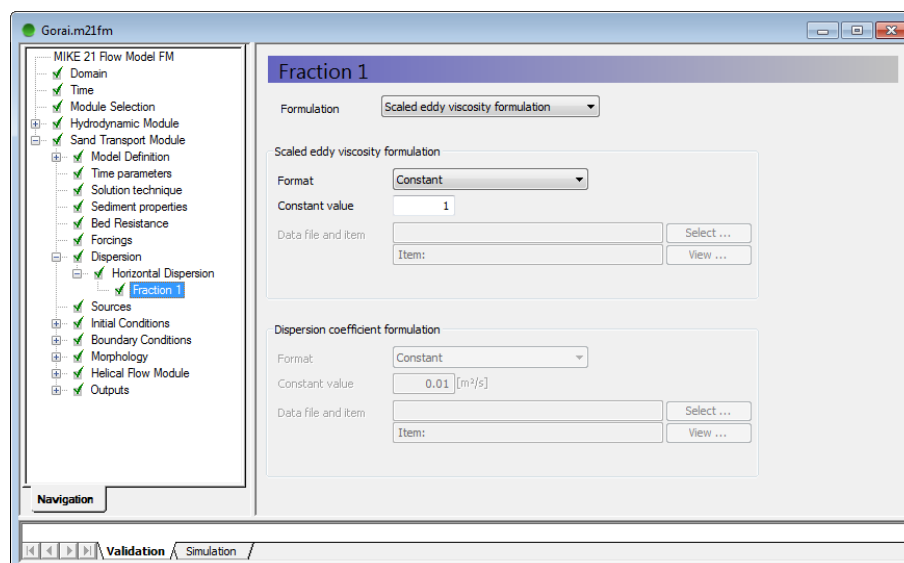 Gorai.m21fm
MIKE 21 Flow Model FM
Domain
Time
Module Selection
Hydrodynamic Module
Sand Transport Module
Model Definition
Time parameters
Solution technique
Sediment properties
Bed Resistance
Forcings
Dispersion
Horizontal Dispersion
Fraction 1
Sources
Initial Conditions
Boundary Conditions
Morphology
Helical Flow Module
Outputs
Navigation
Fraction 1
Formulation Scaled eddy viscosity formulation
Scaled eddy viscosity formulation
Format Constant
Constant value 1
Data file and item Select ...
Item: View ...
Dispersion coefficient formulation
Format Constant
Constant value 0.01 [m²/s]
Data file and item Select ...
Item: View ...
Validation Simulation